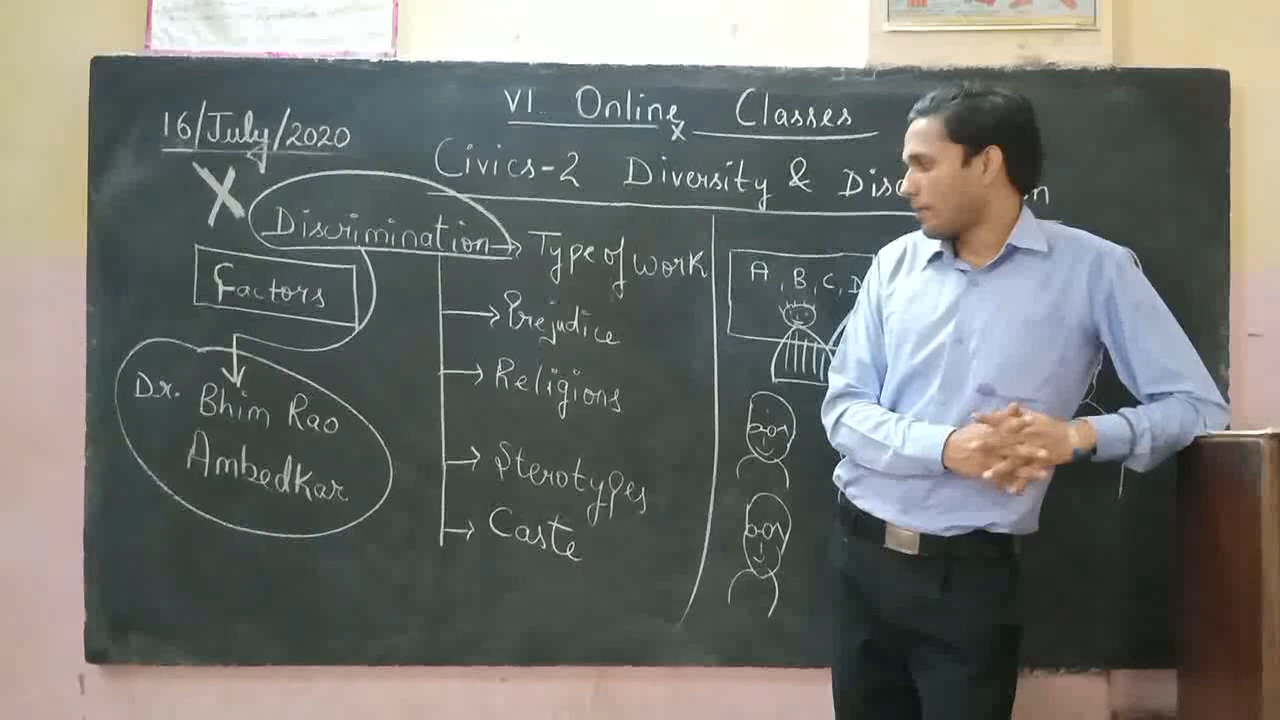 VI Online Classes
16/July/2020
Civics-2 Diversity &
Discrimination
Type of work
Factors
Prejudice
Religions
Sterotypes
Caste
Dr. Bhim Rao
Ambedkar
A, B, C, D